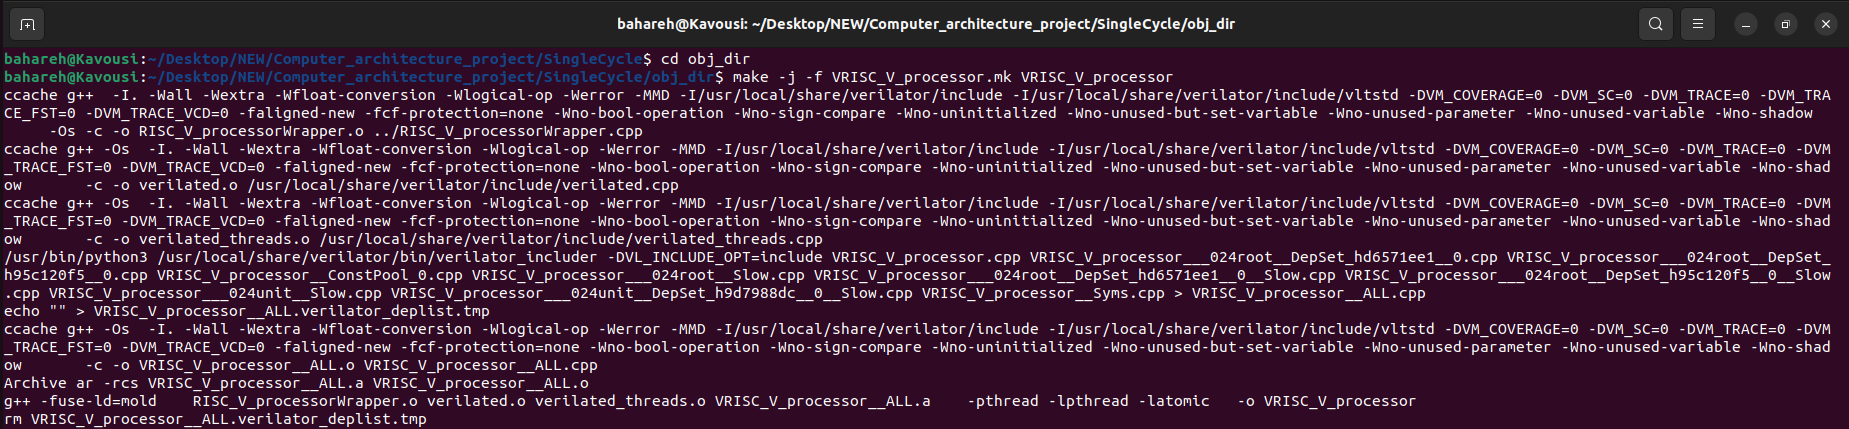 bahareh@Kavousi: ~/Desktop/NEW/Computer_architecture_project/SingleCycle/obj_dir
bahareh@Kavousi:~/Desktop/NEW/Computer_architecture_project/SingleCycle$ cd obj_dir
bahareh@Kavousi:~/Desktop/NEW/Computer_architecture_project/SingleCycle/obj_dir$ make -j -f VRISC_V_processor.mk VRISC_V_processor
ccache g++  -I. -Wall -Wextra -Wfloat-conversion -Wlogical-op -Werror -MMD -I/usr/local/share/verilator/include -I/usr/local/share/verilator/include/vltstd -DVM_COVERAGE=0 -DVM_SC=0 -DVM_TRACE=0 -DVM_TRA
CE_FST=0 -DVM_TRACE_VCD=0 -faligned-new -fcf-protection=none -Wno-bool-operation -Wno-sign-compare -Wno-uninitialized -Wno-unused-but-set-variable -Wno-unused-parameter -Wno-unused-variable -Wno-shadow
     -Os -c -o RISC_V_processorWrapper.o ../RISC_V_processorWrapper.cpp
ccache g++ -Os  -I. -Wall -Wextra -Wfloat-conversion -Wlogical-op -Werror -MMD -I/usr/local/share/verilator/include -I/usr/local/share/verilator/include/vltstd -DVM_COVERAGE=0 -DVM_SC=0 -DVM_TRACE=0 -DVM
_TRACE_FST=0 -DVM_TRACE_VCD=0 -faligned-new -fcf-protection=none -Wno-bool-operation -Wno-sign-compare -Wno-uninitialized -Wno-unused-but-set-variable -Wno-unused-parameter -Wno-unused-variable -Wno-shad
ow       -c -o verilated.o /usr/local/share/verilator/include/verilated.cpp
ccache g++ -Os  -I. -Wall -Wextra -Wfloat-conversion -Wlogical-op -Werror -MMD -I/usr/local/share/verilator/include -I/usr/local/share/verilator/include/vltstd -DVM_COVERAGE=0 -DVM_SC=0 -DVM_TRACE=0 -DVM
_TRACE_FST=0 -DVM_TRACE_VCD=0 -faligned-new -fcf-protection=none -Wno-bool-operation -Wno-sign-compare -Wno-uninitialized -Wno-unused-but-set-variable -Wno-unused-parameter -Wno-unused-variable -Wno-shad
ow       -c -o verilated_threads.o /usr/local/share/verilator/include/verilated_threads.cpp
/usr/bin/python3 /usr/local/share/verilator/bin/verilator_includer -DVL_INCLUDE_OPT=include VRISC_V_processor.cpp VRISC_V_processor___024root__DepSet_hd6571ee1__0.cpp VRISC_V_processor___024root__DepSet_
h95c120f5__0.cpp VRISC_V_processor__ConstPool_0.cpp VRISC_V_processor___024root__Slow.cpp VRISC_V_processor___024root__DepSet_hd6571ee1__0__Slow.cpp VRISC_V_processor___024root__DepSet_h95c120f5__0__Slow
.cpp VRISC_V_processor___024unit__Slow.cpp VRISC_V_processor___024unit__DepSet_h9d7988dc__0__Slow.cpp VRISC_V_processor__Syms.cpp > VRISC_V_processor__ALL.cpp
echo "" > VRISC_V_processor__ALL.verilator_deplist.tmp
ccache g++ -Os  -I. -Wall -Wextra -Wfloat-conversion -Wlogical-op -Werror -MMD -I/usr/local/share/verilator/include -I/usr/local/share/verilator/include/vltstd -DVM_COVERAGE=0 -DVM_SC=0 -DVM_TRACE=0 -DVM
_TRACE_FST=0 -DVM_TRACE_VCD=0 -faligned-new -fcf-protection=none -Wno-bool-operation -Wno-sign-compare -Wno-uninitialized -Wno-unused-but-set-variable -Wno-unused-parameter -Wno-unused-variable -Wno-shad
ow       -c -o VRISC_V_processor__ALL.o VRISC_V_processor__ALL.cpp
Archive ar -rcs VRISC_V_processor__ALL.a VRISC_V_processor__ALL.o
g++ -fuse-ld=mold    RISC_V_processorWrapper.o verilated.o verilated_threads.o VRISC_V_processor__ALL.a    -pthread -lpthread -latomic   -o VRISC_V_processor
rm VRISC_V_processor__ALL.verilator_deplist.tmp